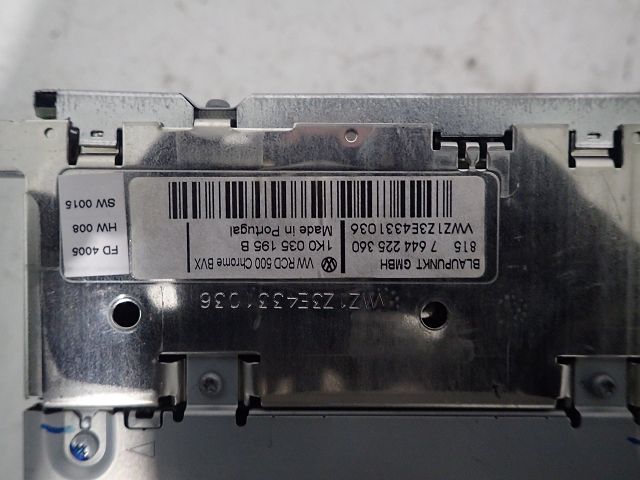 BLAUPUNKT GMBH
815 7 644 225 360
VWZ1Z3E4331036
VW RCD 500 Chrome BVX
1K0 035 195 B
Made in Portugal
FD 4005
HW 008
SW 0015
VWZ1Z3E4331036